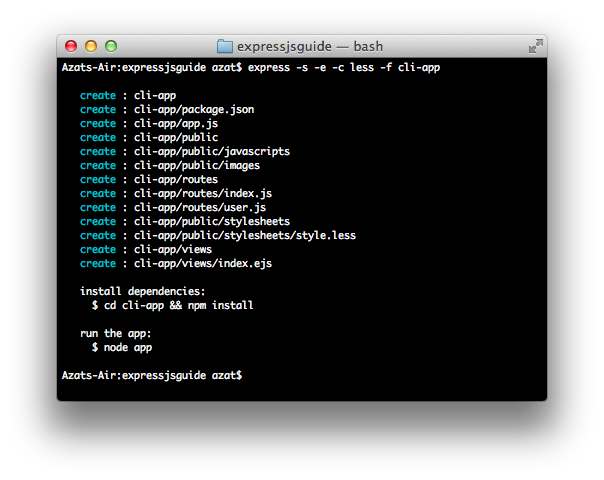 expressjsguide — bash
Azats-Air:expressjsguide azat$ express -s -e -c less -f cli-app
create : cli-app
create : cli-app/package.json
create : cli-app/app.js
create : cli-app/public
create : cli-app/public/javascripts
create : cli-app/public/images
create : cli-app/routes
create : cli-app/routes/index.js
create : cli-app/routes/user.js
create : cli-app/public/stylesheets
create : cli-app/public/stylesheets/style.less
create : cli-app/views
create : cli-app/views/index.ejs
install dependencies:
$ cd cli-app && npm install
run the app:
$ node app
Azats-Air:expressjsguide azat$